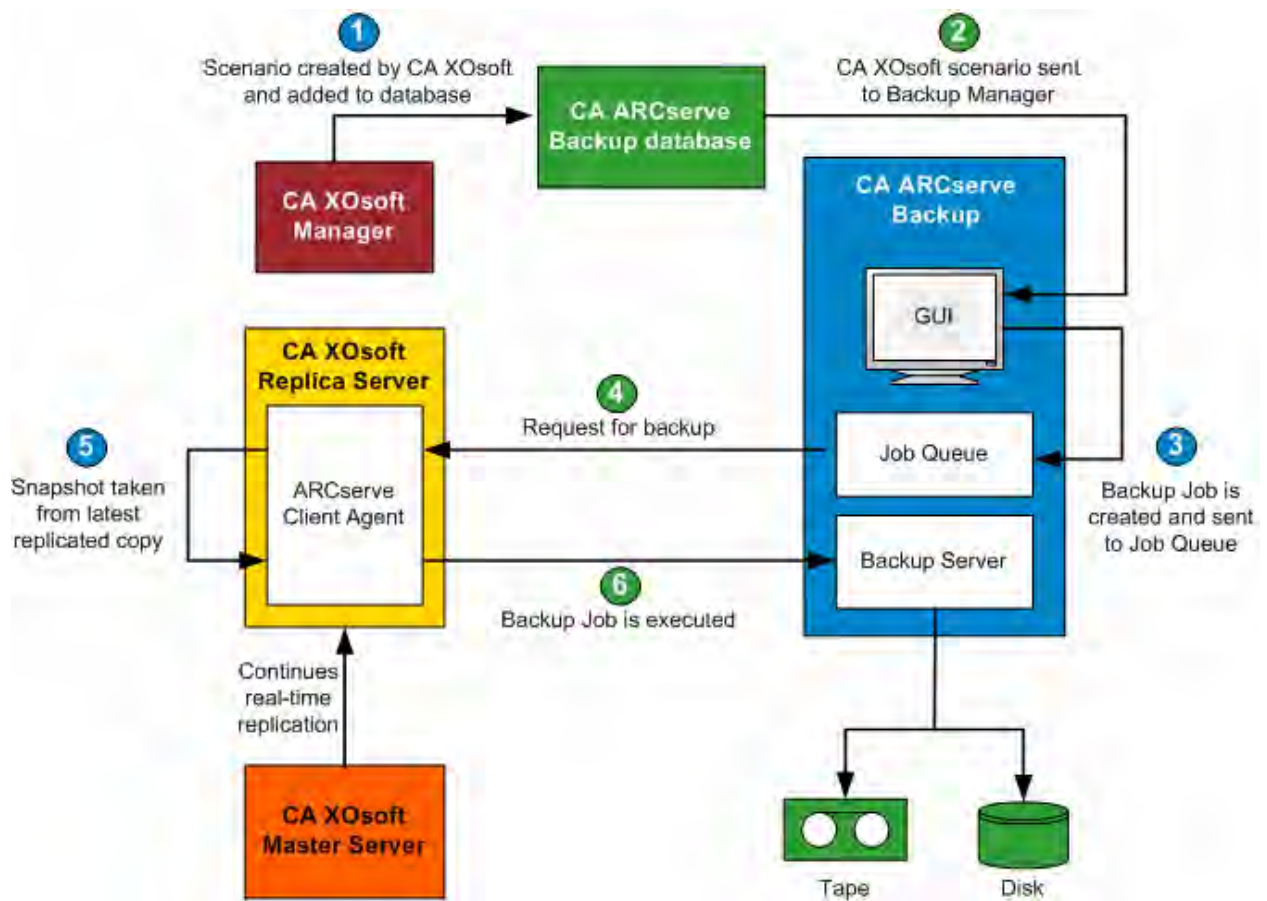 1
Scenario created by CA XOsoft
and added to database
2
CA XOsoft scenario sent
to Backup Manager
CA ARCserve
Backup database
CA XOsoft
Manager
CA ARCserve
Backup
GUI
3
Backup Job is
created and sent
to Job Queue
Job Queue
4
Request for backup
CA XOsoft
Replica Server
ARCserve
Client Agent
5
Snapshot taken
from latest
replicated copy
Backup Server
6
Backup Job is executed
Continues
real-time
replication
CA XOsoft
Master Server
Tape
Disk